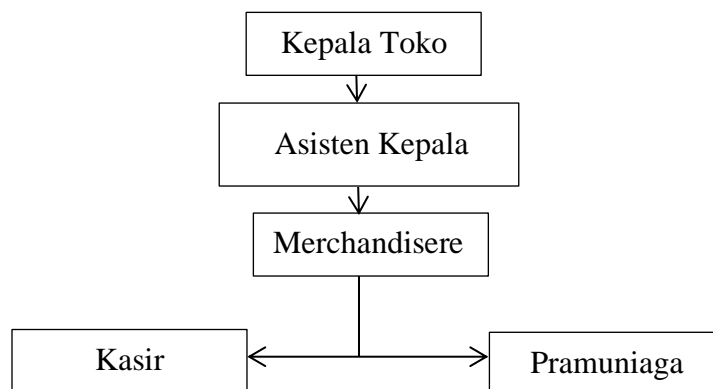 Kepala Toko
Asisten Kepala
Merchandisere
Kasir
Pramuniaga